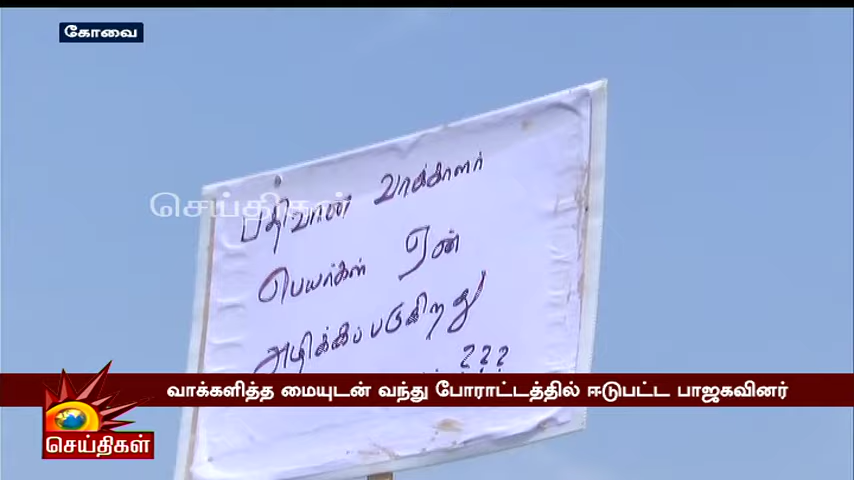 கோவை
செய்திகள்
பதிவான வாக்காளர்
பெயர்கள் ஏன்
அழிக்கப்படுகிறது
???
வாக்களித்த மையுடன் வந்து போராட்டத்தில் ஈடுபட்ட பாஜகவினர்
செய்திகள்